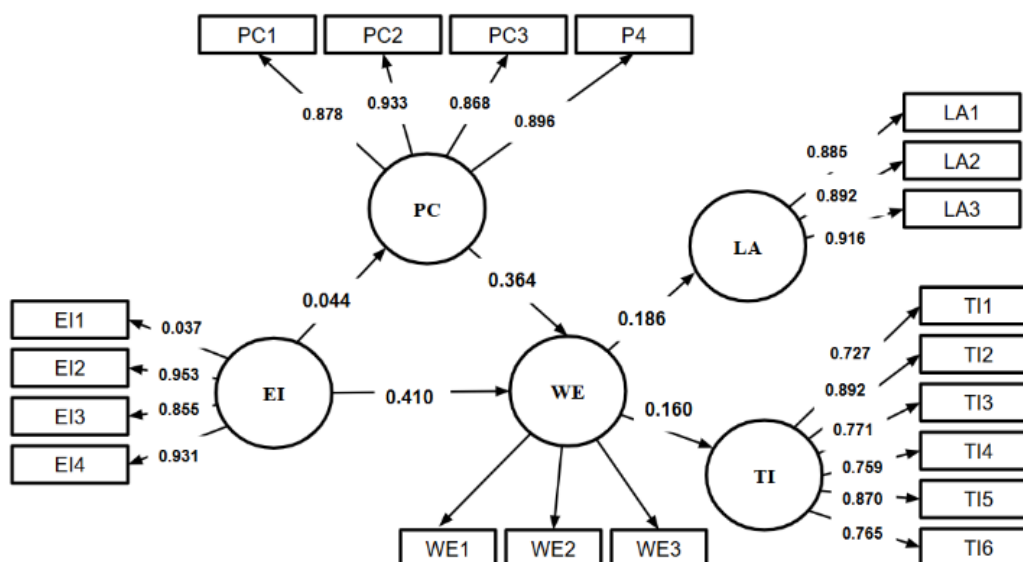 PC1 PC2 PC3 P4
0.878 0.933 0.868 0.896
PC
LA1
LA2
LA3
0.885
0.892
0.916
LA
0.044
0.364
0.186
EI1
EI2
EI3
EI4
0.037
0.953
0.855
0.931
EI
0.410
WE
0.160
TI1
TI2
TI3
TI4
TI5
TI6
0.727
0.892
0.771
0.759
0.870
0.765
TI
WE1 WE2 WE3